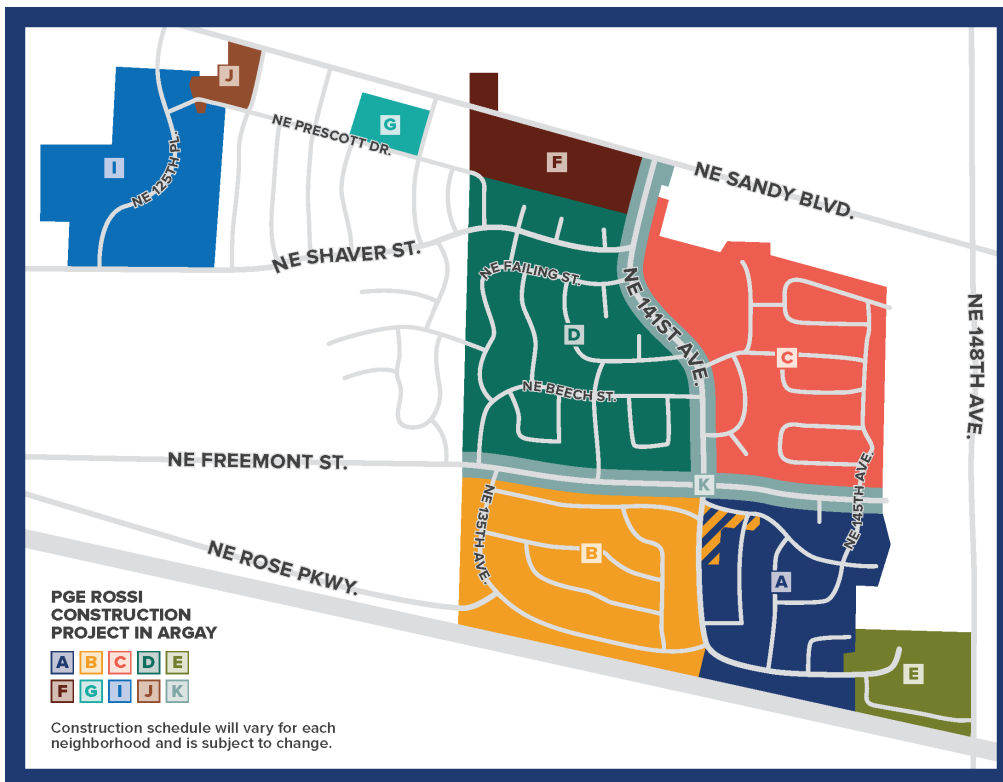 J
G
NE PRESCOTT DR.
F
I
NE 125TH PL.
NE SANDY BLVD.
NE SHAVER ST.
NE FAILING ST.
NE 141ST AVE.
NE 148TH AVE.
D
C
NE BEECH ST.
NE FREEMONT ST.
K
NE 145TH AVE.
NE 135TH AVE.
B
NE ROSE PKWY.
A
E
PGE ROSSI
CONSTRUCTION
PROJECT IN ARGAY
A B C D E
F G I J K
Construction schedule will vary for each
neighborhood and is subject to change.